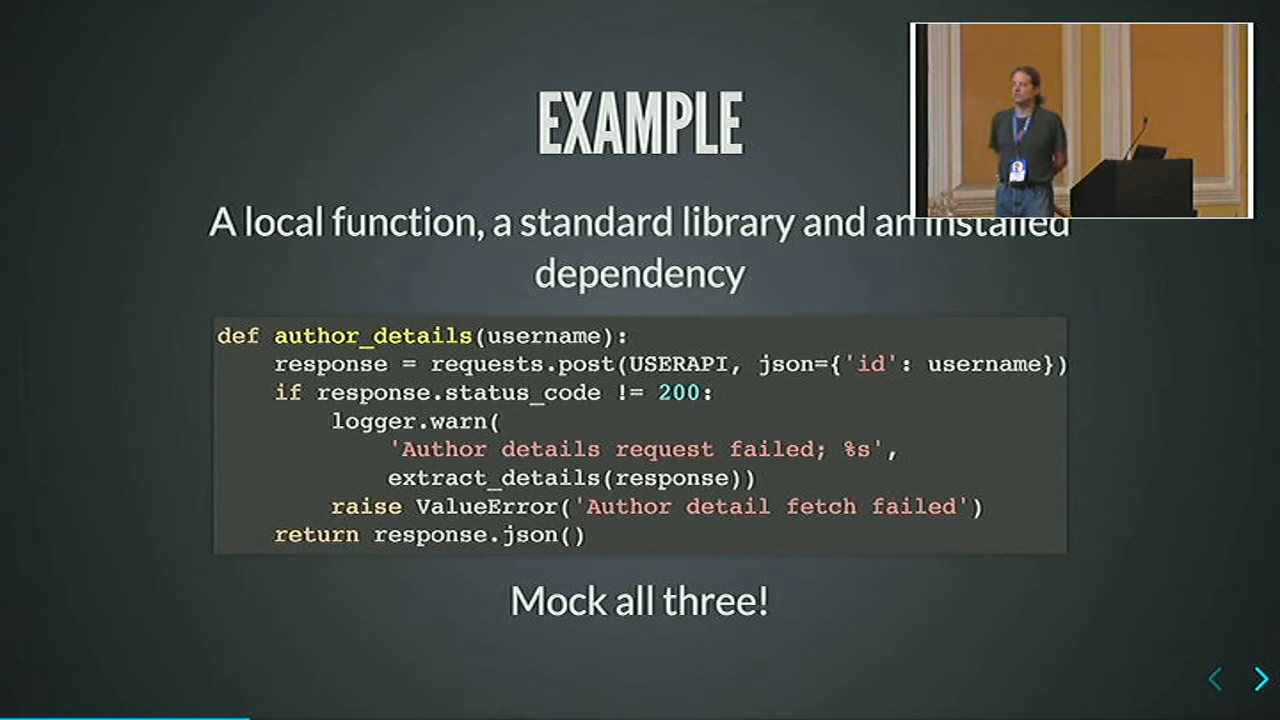 EXAMPLE
A local function, a standard library and an installed
dependency
def author_details(username):
    response = requests.post(USERAPI, json={'id': username})
    if response.status_code != 200:
        logger.warn(
            'Author details request failed; %s',
            extract_details(response))
        raise ValueError('Author detail fetch failed')
    return response.json()
Mock all three!